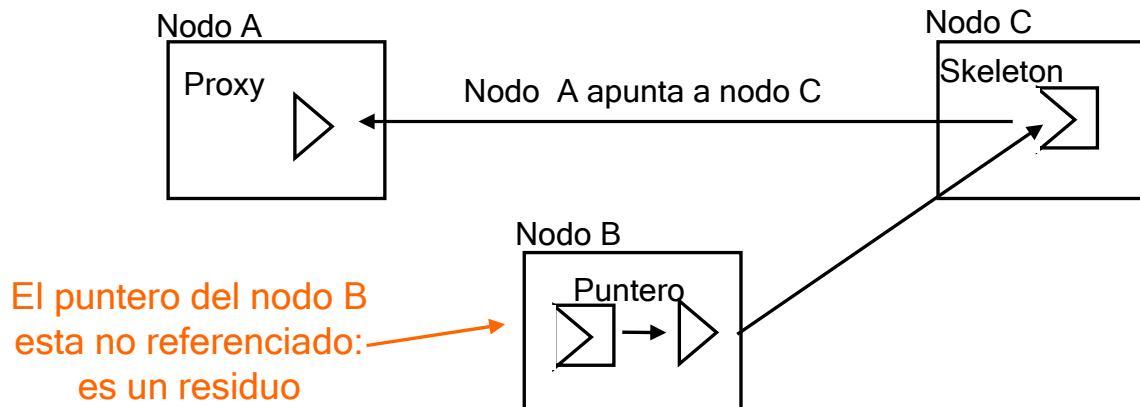 Nodo A
Nodo C
Proxy
Skeleton
Nodo A apunta a nodo C
Nodo B
Puntero
El puntero del nodo B
esta no referenciado:
es un residuo